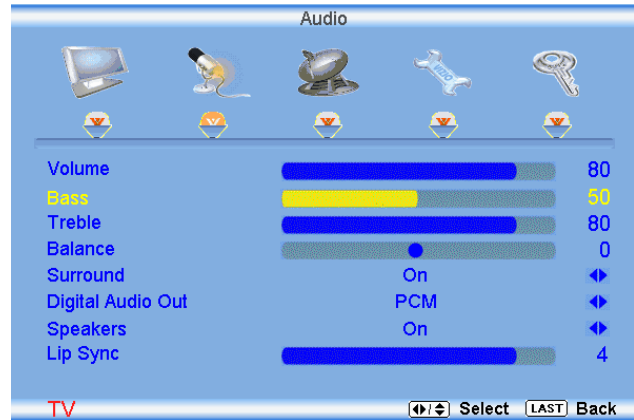 Audio
Volume 80
Bass 50
Treble 80
Balance 0
Surround On
Digital Audio Out PCM
Speakers On
Lip Sync 4
TV Select LAST Back